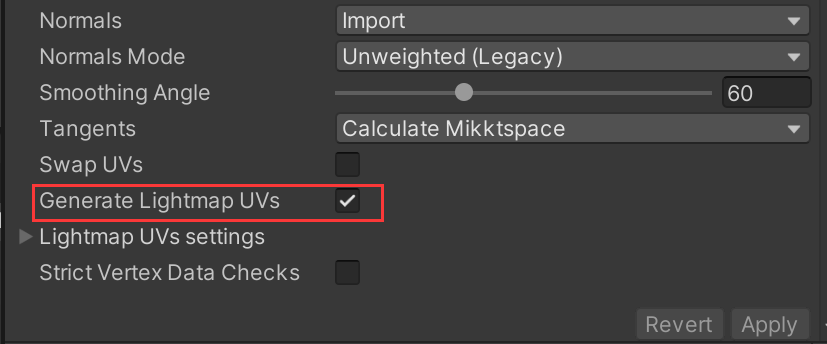 Normals Import
Normals Mode Unweighted (Legacy)
Smoothing Angle 60
Tangents Calculate Mikktspace
Swap UVs
Generate Lightmap UVs
Lightmap UVs settings
Strict Vertex Data Checks
Revert Apply